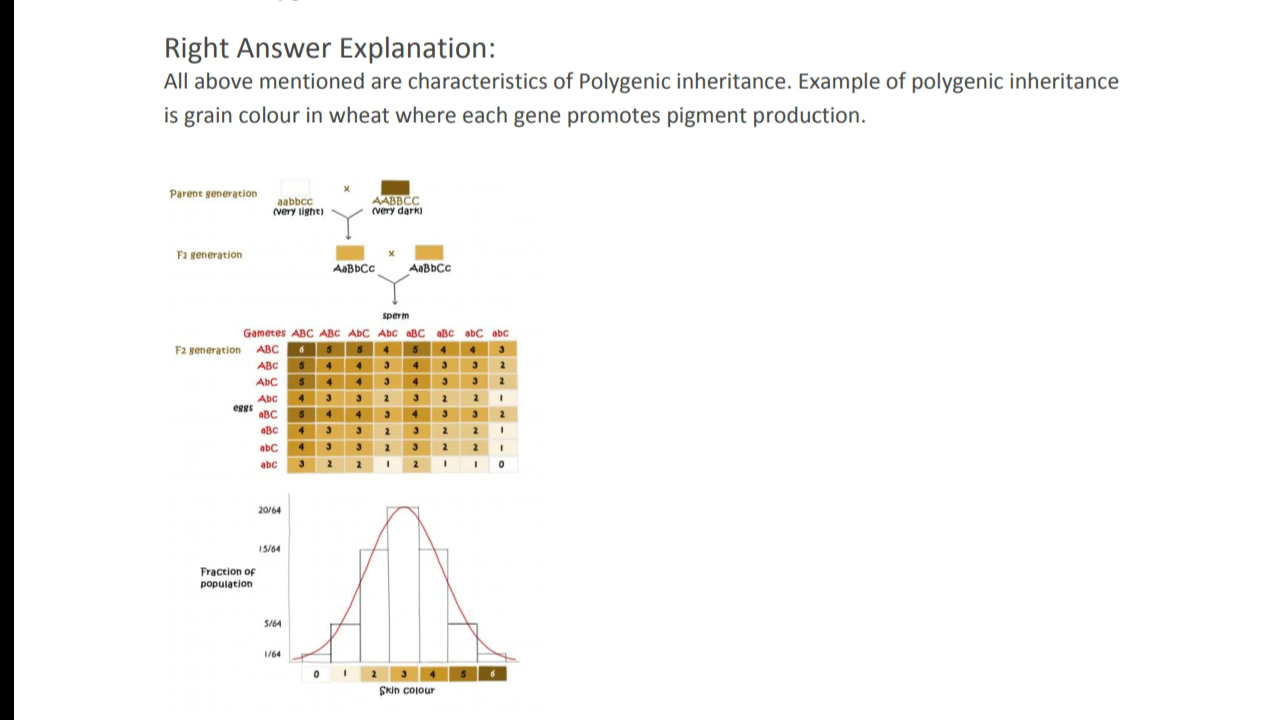 Right Answer Explanation:
All above mentioned are characteristics of Polygenic inheritance. Example of polygenic inheritance
is grain colour in wheat where each gene promotes pigment production.
Parent generation
aabbcc x AABBCC
(very light) (very dark)
F1 generation
x
AaBbCc AaBbCc
sperm
Gametes ABC ABc AbC Abc aBC aBc abC abc
F2 generation ABC 6 5 5 4 5 4 4 3
ABC 5 4 4 3 4 3 3 2
AbC 5 4 4 3 4 3 3 2
Abc 4 3 3 2 3 2 2 1
eggs aBC 5 4 4 3 4 3 3 2
aBc 4 3 3 2 3 2 2 1
abC 4 3 3 2 3 2 2 1
abc 3 2 2 1 2 1 1 0
20/64
15/64
Fraction of
population
5/64
1/64
0 1 2 3 4 5 6
Skin colour